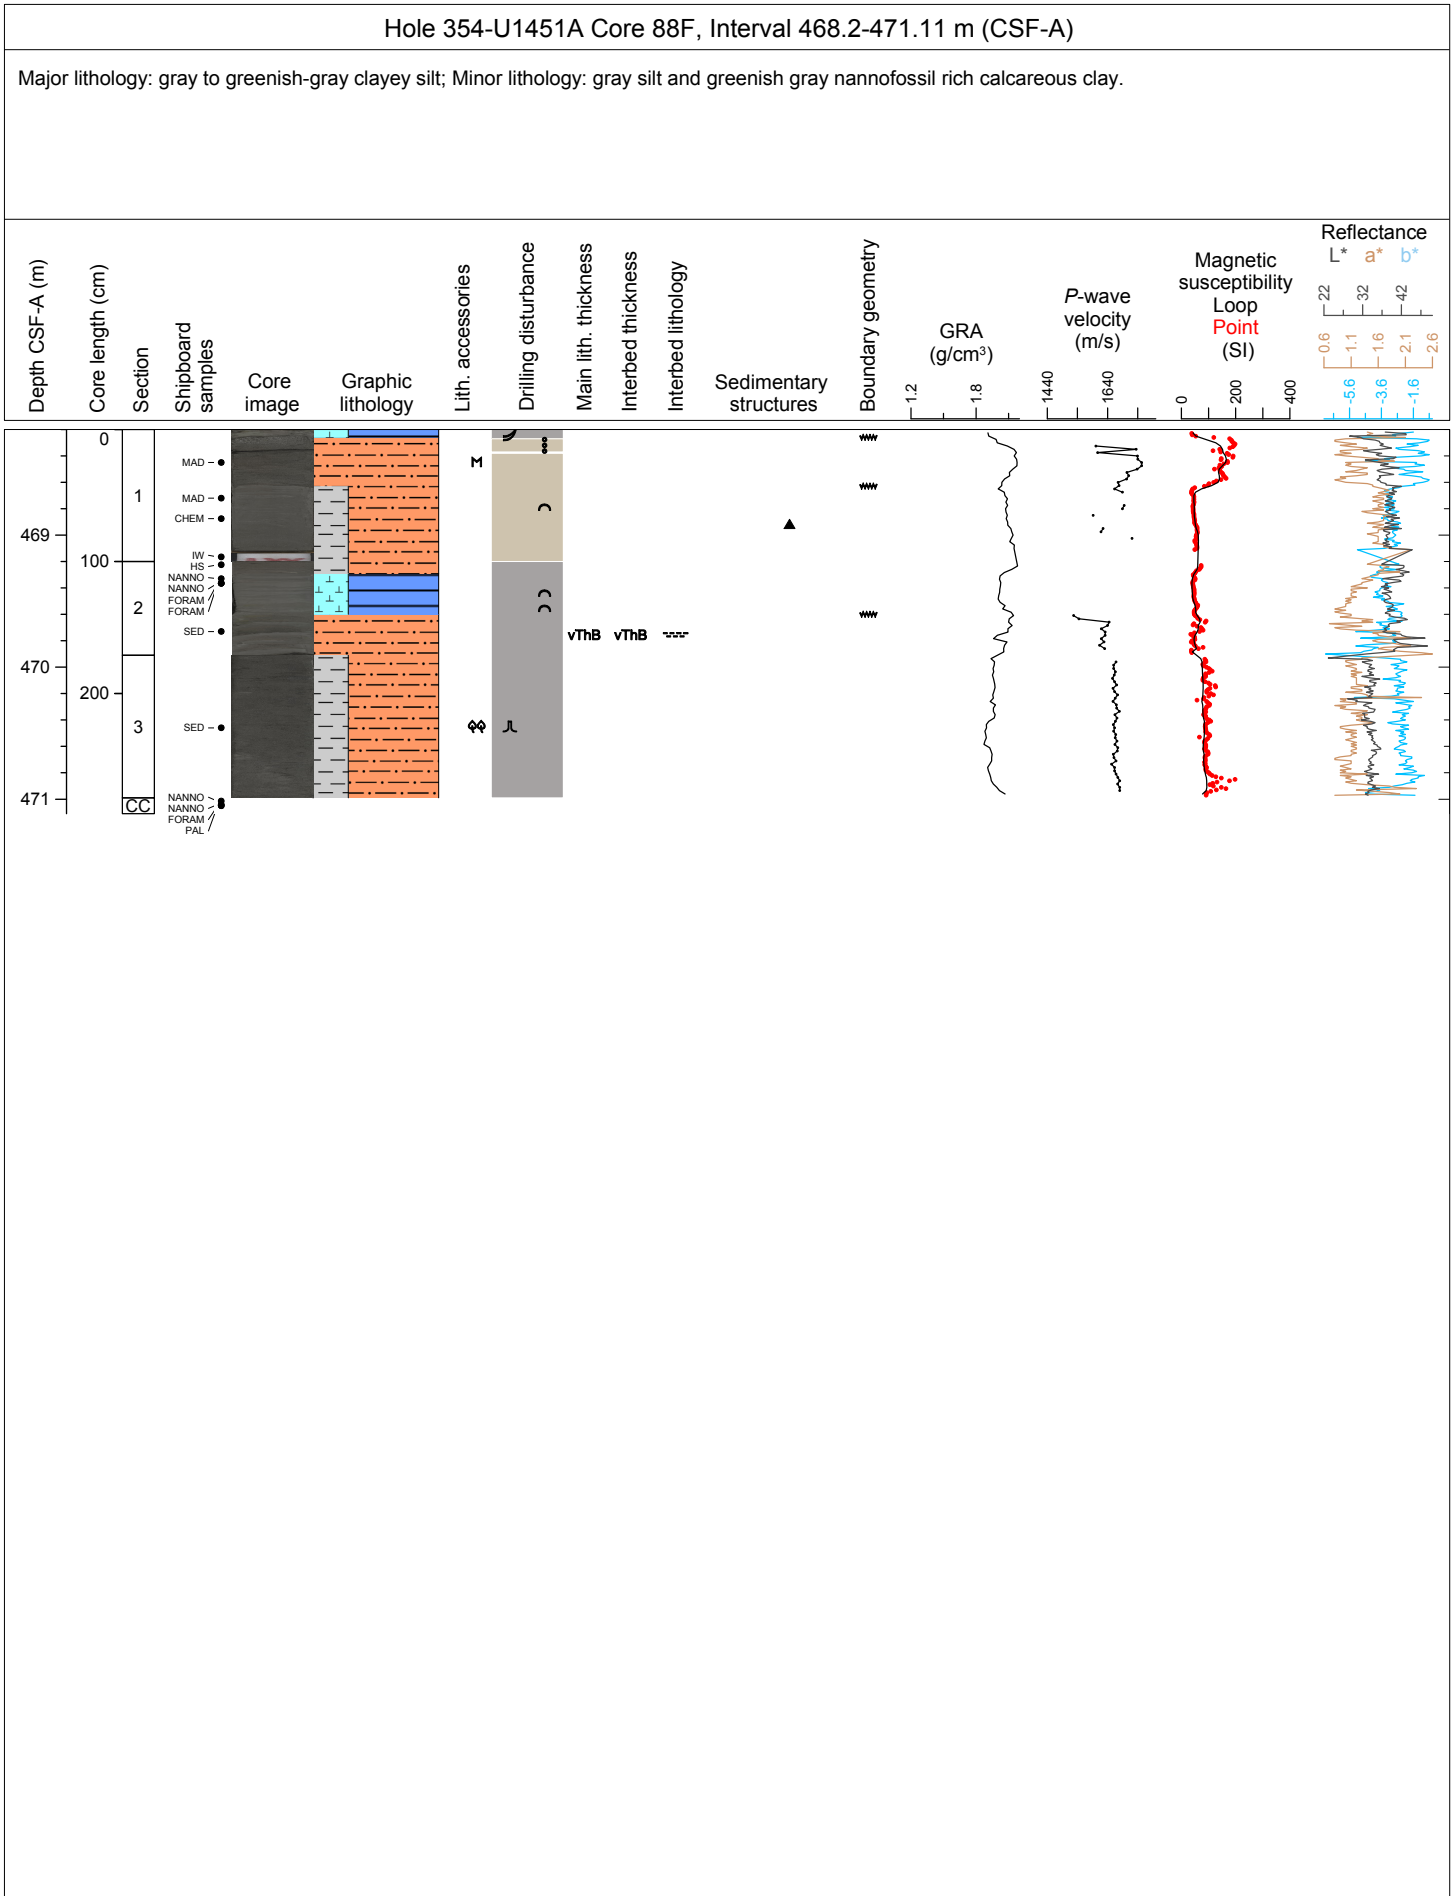 Hole 354-U1451A Core 88F, Interval 468.2-471.11 m (CSF-A)
Major lithology: gray to greenish-gray clayey silt; Minor lithology: gray silt and greenish gray nannofossil rich calcareous clay.
Depth CSF-A (m)
Core length (cm)
Section
Shipboard
samples
Core
image
Graphic
lithology
Lith. accessories
Drilling disturbance
Main lith. thickness
Interbed thickness
Interbed lithology
Sedimentary
structures
Boundary geometry
GRA
(g/cm³)
1.2
1.8
P-wave
velocity
(m/s)
1440
1640
Magnetic
susceptibility
Loop
Point
(SI)
0
200
400
Reflectance
L* a* b*
22
32
42
0.6
1.1
1.6
2.1
2.6
-5.6
-3.6
-1.6
0
MAD
M
1
MAD
CHEM
469
IW
100
HS
NANNO
NANNO
FORAM
FORAM
2
SED
vThB
vThB
470
200
3
SED
471
NANNO
CC
NANNO
FORAM
PAL